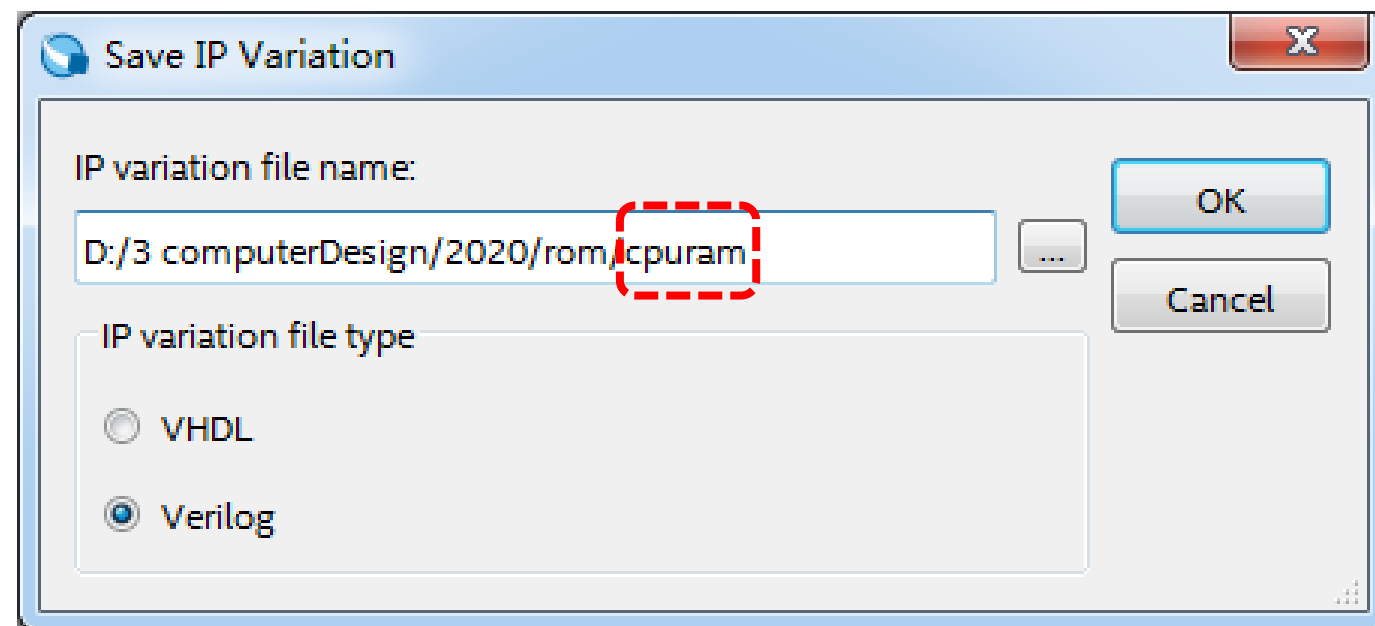 Save IP Variation
IP variation file name:
D:/3 computerDesign/2020/rom/cpuram
...
OK
Cancel
IP variation file type
VHDL
Verilog